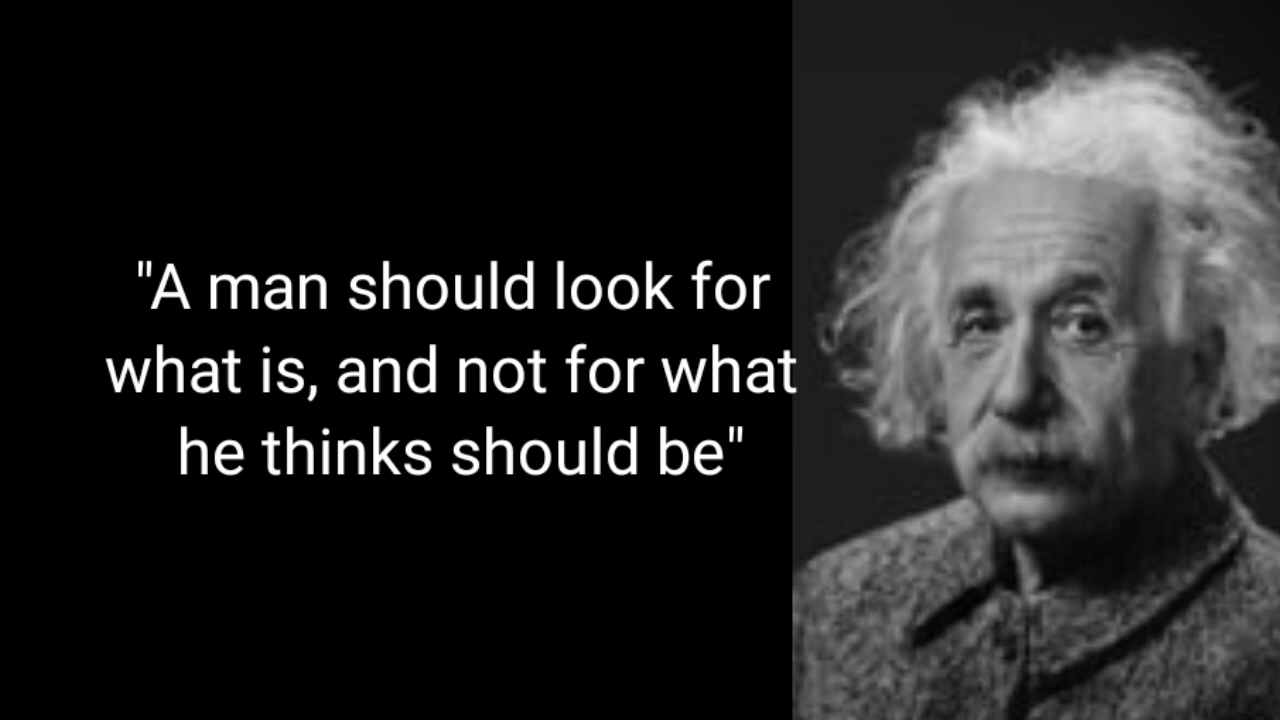 "A man should look for
what is, and not for what
he thinks should be"